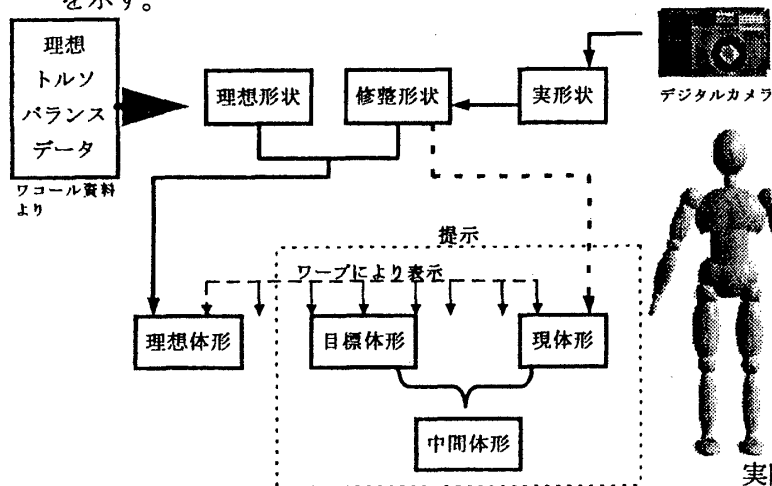 を示す。
理想
トルソ
バランス
データ
ワコール資料
より
理想形状
修整形状
実形状
デジタルカメラ
提示
ワープにより表示
理想体形
目標体形
現体形
中間体形
実